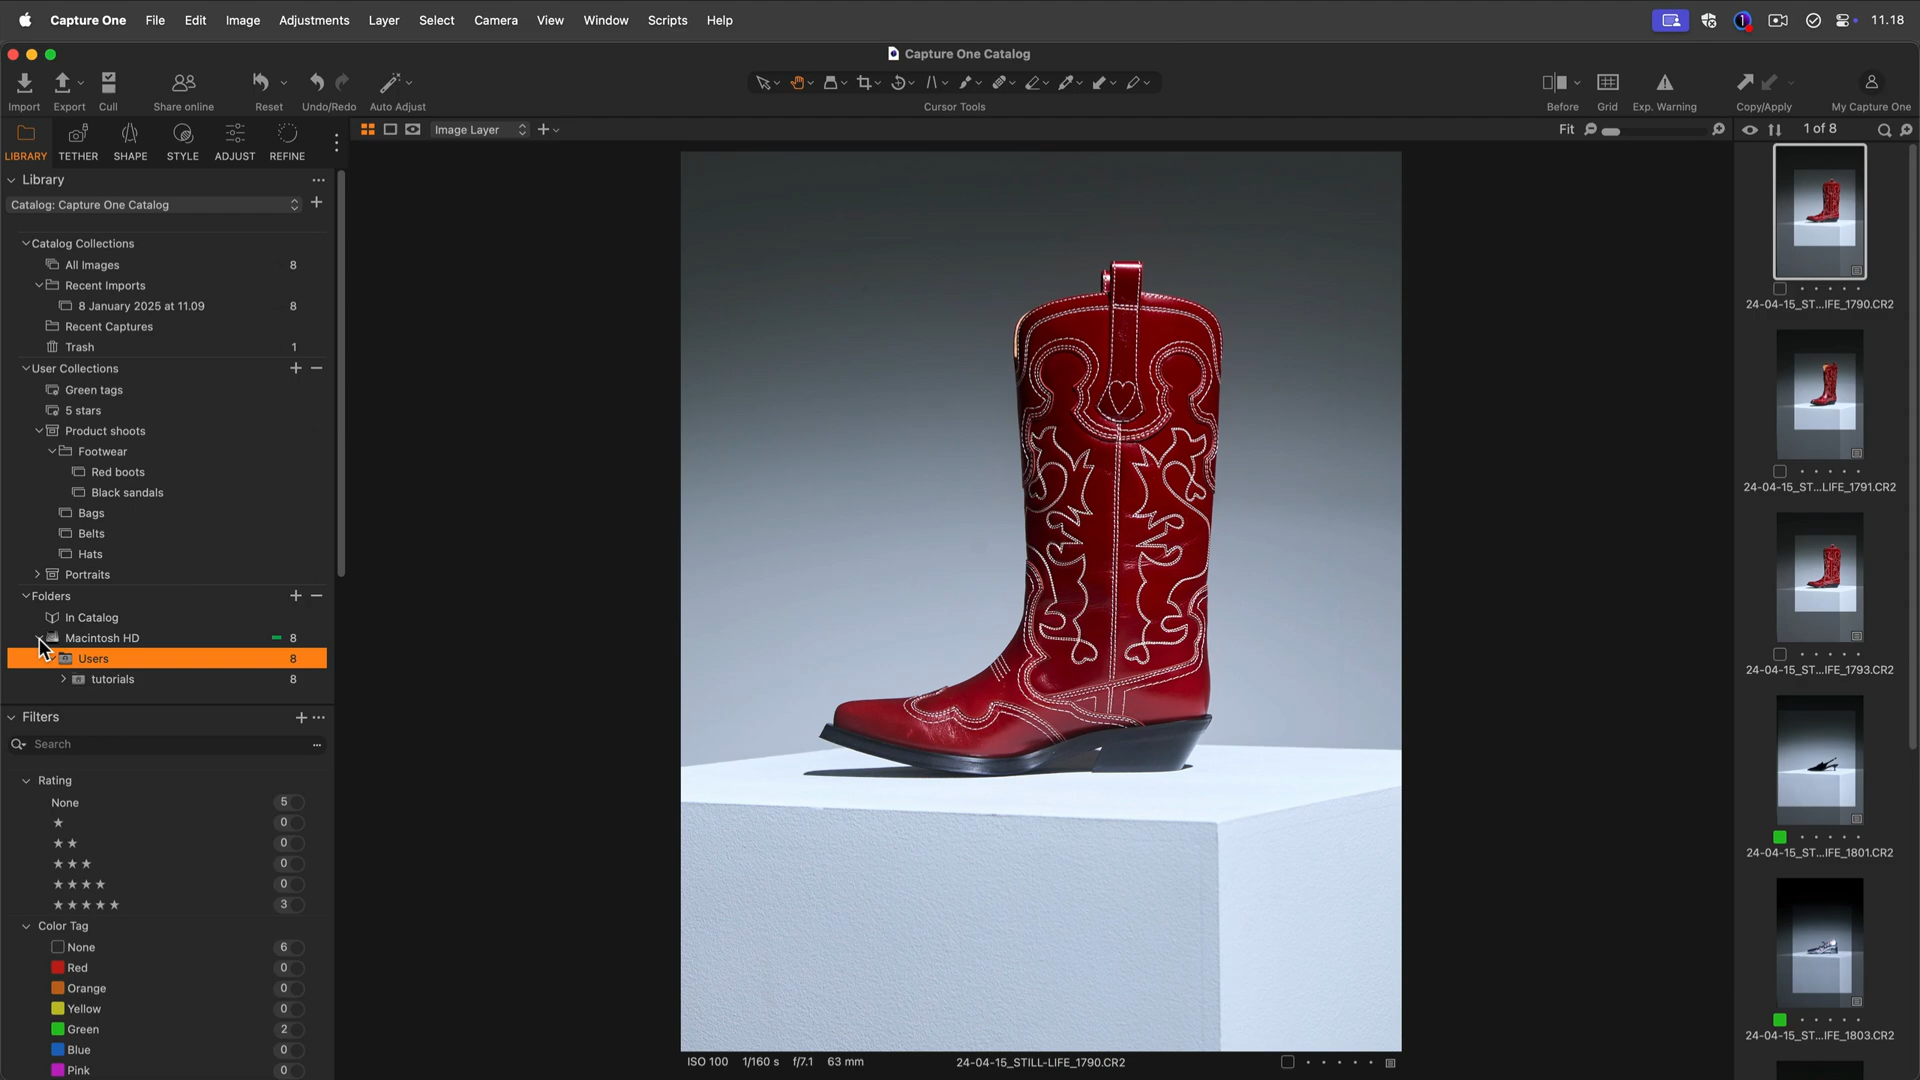 Capture One File Edit Image Adjustments Layer Select Camera View Window Scripts Help 1 11.18
Capture One Catalog
Import Export Cull Share online Reset Undo/Redo Auto Adjust Cursor Tools Before Grid Exp. Warning Copy/Apply My Capture One
LIBRARY TETHER SHAPE STYLE ADJUST REFINE
Image Layer Fit 1 of 8
Library
Catalog: Capture One Catalog
Catalog Collections
All Images 8
Recent Imports
8 January 2025 at 11.09 8
Recent Captures
Trash 1
User Collections
Green tags
5 stars
Product shoots
Footwear
Red boots
Black sandals
Bags
Belts
Hats
Portraits
Folders
In Catalog
Macintosh HD 8
Users 8
tutorials 8
Filters
Search
Rating
None 5
★ 0
★★ 0
★★★ 0
★★★★ 0
★★★★★ 3
Color Tag
None 6
Red 0
Orange 0
Yellow 0
Green 2
Blue 0
Pink 0
ISO 100 1/160 s f/7.1 63 mm 24-04-15_STILL-LIFE_1790.CR2
24-04-15_ST...IFE_1790.CR2
24-04-15_ST...LIFE_1791.CR2
24-04-15_ST...IFE_1793.CR2
24-04-15_ST...IFE_1801.CR2
24-04-15_ST...IFE_1803.CR2